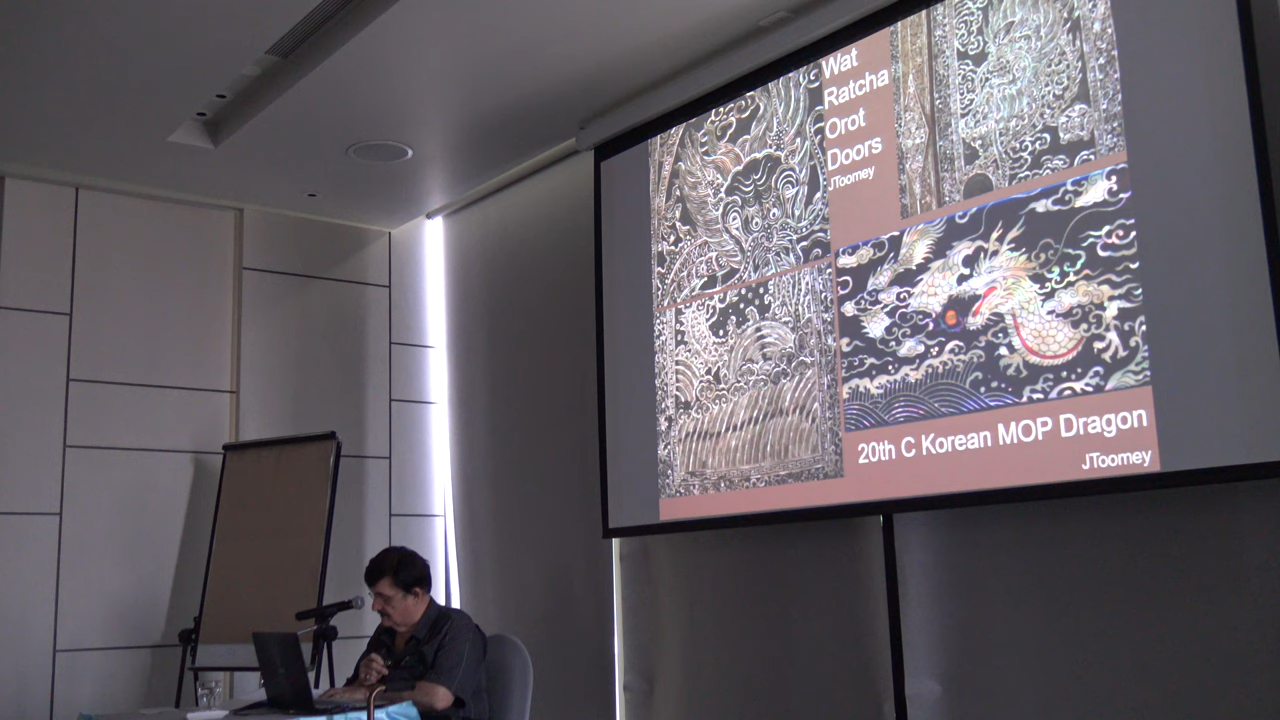 Wat
Ratcha
Orot
Doors
JToomey
20th C Korean MOP Dragon
JToomey